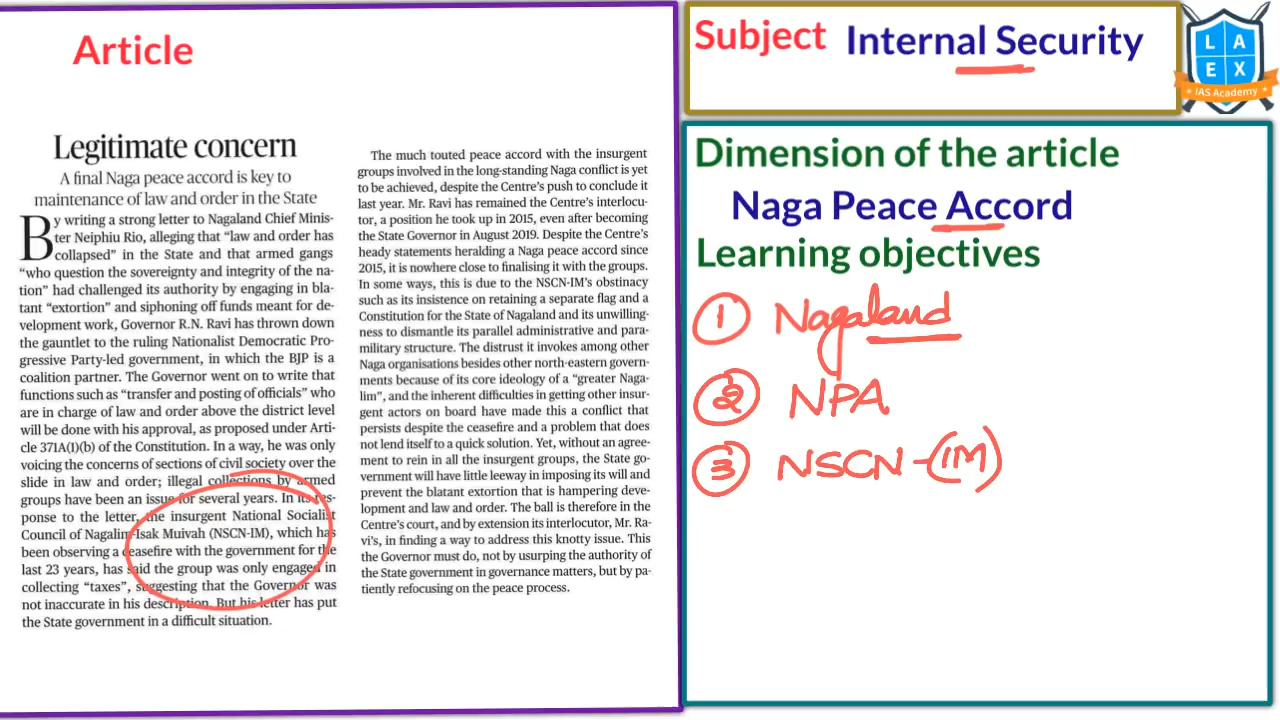 Article
Legitimate concern
A final Naga peace accord is key to
maintenance of law and order in the State
By writing a strong letter to Nagaland Chief Minis-
ter Neiphiu Rio, alleging that “law and order has
collapsed” in the State and that armed gangs
“who question the sovereignty and integrity of the na-
tion” had challenged its authority by engaging in bla-
tant “extortion” and siphoning off funds meant for de-
velopment work, Governor R.N. Ravi has thrown down
the gauntlet to the ruling Nationalist Democratic Pro-
gressive Party-led government, in which the BJP is a
coalition partner. The Governor went on to write that
functions such as “transfer and posting of officials” who
are in charge of law and order above the district level
will be done with his approval, as proposed under Arti-
cle 371A(1)(b) of the Constitution. In a way, he was only
voicing the concerns of sections of civil society over the
slide in law and order; illegal collections by armed
groups have been an issue for several years. In its res-
ponse to the letter, the insurgent National Socialist
Council of Nagalim-Isak Muivah (NSCN-IM), which has
been observing a ceasefire with the government for the
last 23 years, has said the group was only engaged in
collecting “taxes”, suggesting that the Governor was
not inaccurate in his description. But his letter has put
the State government in a difficult situation.
The much touted peace accord with the insurgent
groups involved in the long-standing Naga conflict is yet
to be achieved, despite the Centre’s push to conclude it
last year. Mr. Ravi has remained the Centre’s interlocu-
tor, a position he took up in 2015, even after becoming
the State Governor in August 2019. Despite the Centre’s
heady statements heralding a Naga peace accord since
2015, it is nowhere close to finalising it with the groups.
In some ways, this is due to the NSCN-IM’s obstinacy
such as its insistence on retaining a separate flag and a
Constitution for the State of Nagaland and its unwilling-
ness to dismantle its parallel administrative and para-
military structure. The distrust it invokes among other
Naga organisations besides other north-eastern govern-
ments because of its core ideology of a “greater Naga-
lim”, and the inherent difficulties in getting other insur-
gent actors on board have made this a conflict that
persists despite the ceasefire and a problem that does
not lend itself to a quick solution. Yet, without an agree-
ment to rein in all the insurgent groups, the State go-
vernment will have little leeway in imposing its will and
prevent the blatant extortion that is hampering deve-
lopment and law and order. The ball is therefore in the
Centre’s court, and by extension its interlocutor, Mr. Ra-
vi’s, in finding a way to address this knotty issue. This
the Governor must do, not by usurping the authority of
the State government in governance matters, but by pa-
tiently refocusing on the peace process.
Subject Internal Security
L A
E X
IAS Academy
Dimension of the article
Naga Peace Accord
Learning objectives
1 Nagaland
2 NPA
3 NSCN-(IM)